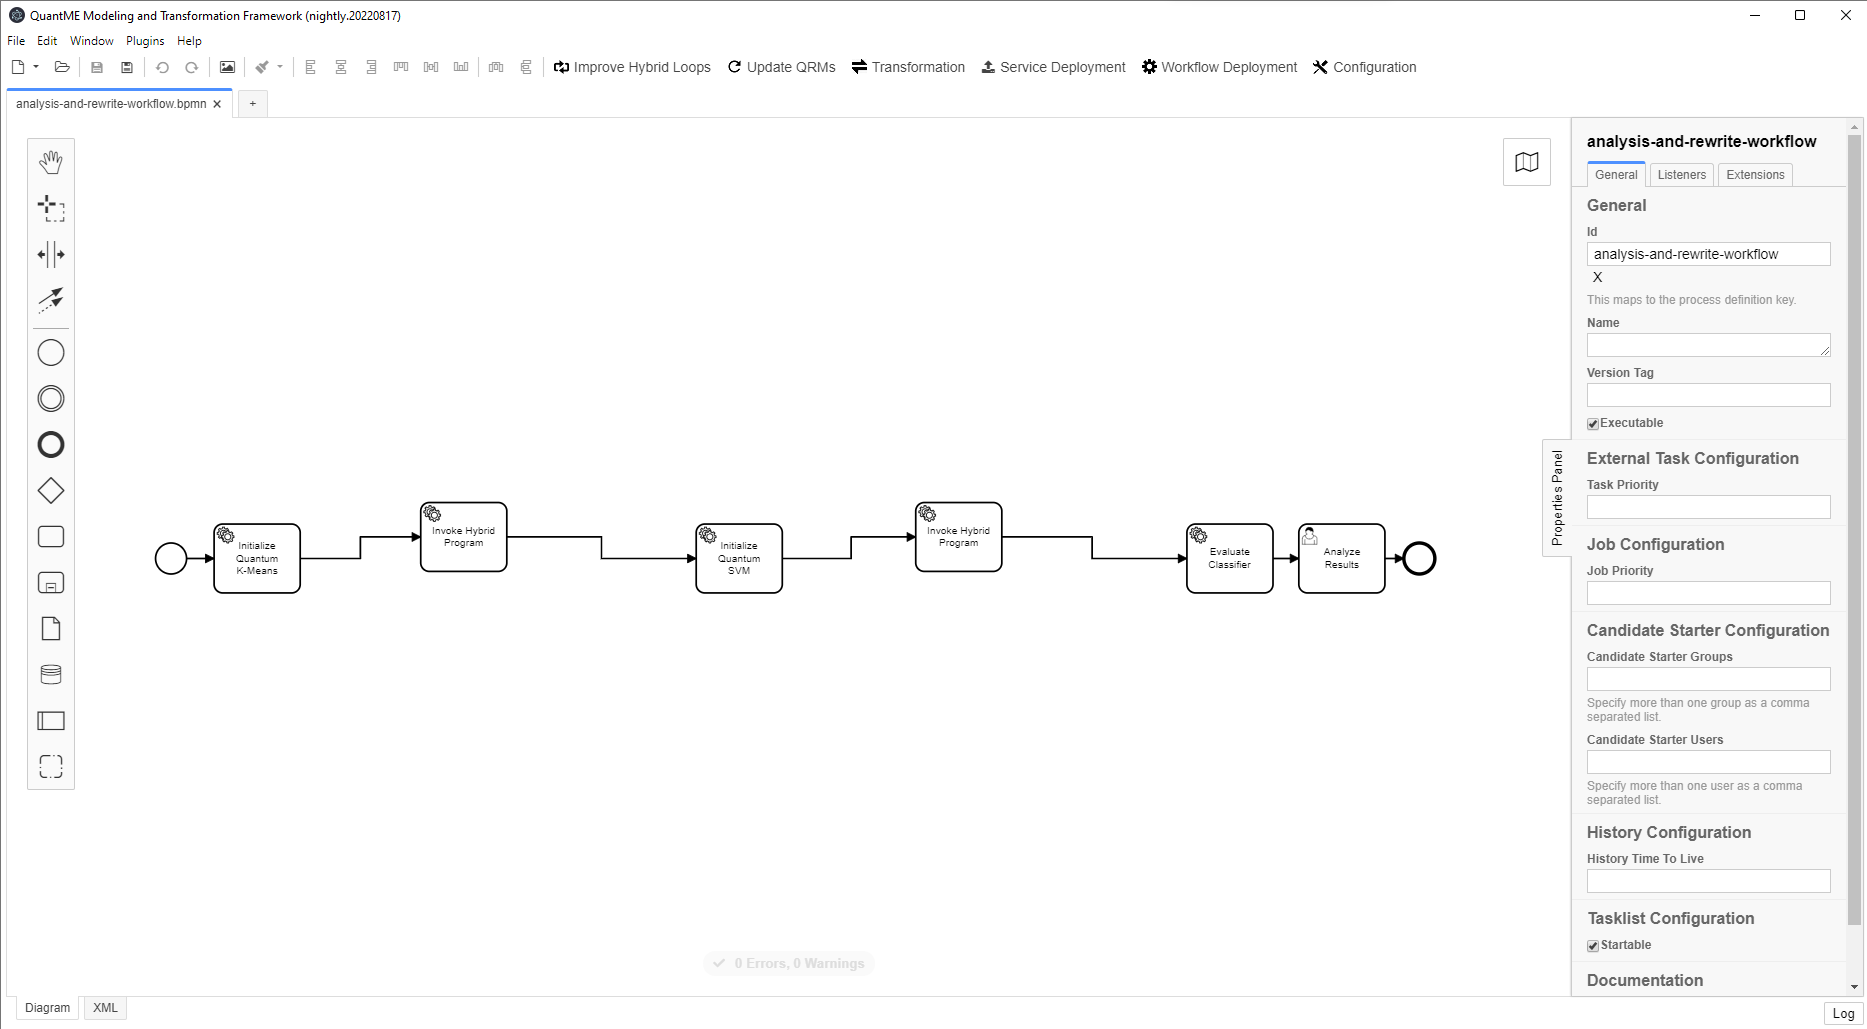 QuantME Modeling and Transformation Framework (nightly.20220817)
File Edit Window Plugins Help
Improve Hybrid Loops Update QRMs Transformation Service Deployment Workflow Deployment Configuration
analysis-and-rewrite-workflow.bpmn
Initialize
Quantum
K-Means
Invoke Hybrid
Program
Initialize
Quantum
SVM
Invoke Hybrid
Program
Evaluate
Classifier
Analyze
Results
0 Errors, 0 Warnings
Properties Panel
analysis-and-rewrite-workflow
General Listeners Extensions
General
Id
analysis-and-rewrite-workflow
X
This maps to the process definition key.
Name
Version Tag
Executable
External Task Configuration
Task Priority
Job Configuration
Job Priority
Candidate Starter Configuration
Candidate Starter Groups
Specify more than one group as a comma
separated list.
Candidate Starter Users
Specify more than one user as a comma
separated list.
History Configuration
History Time To Live
Tasklist Configuration
Startable
Documentation
Diagram XML
Log